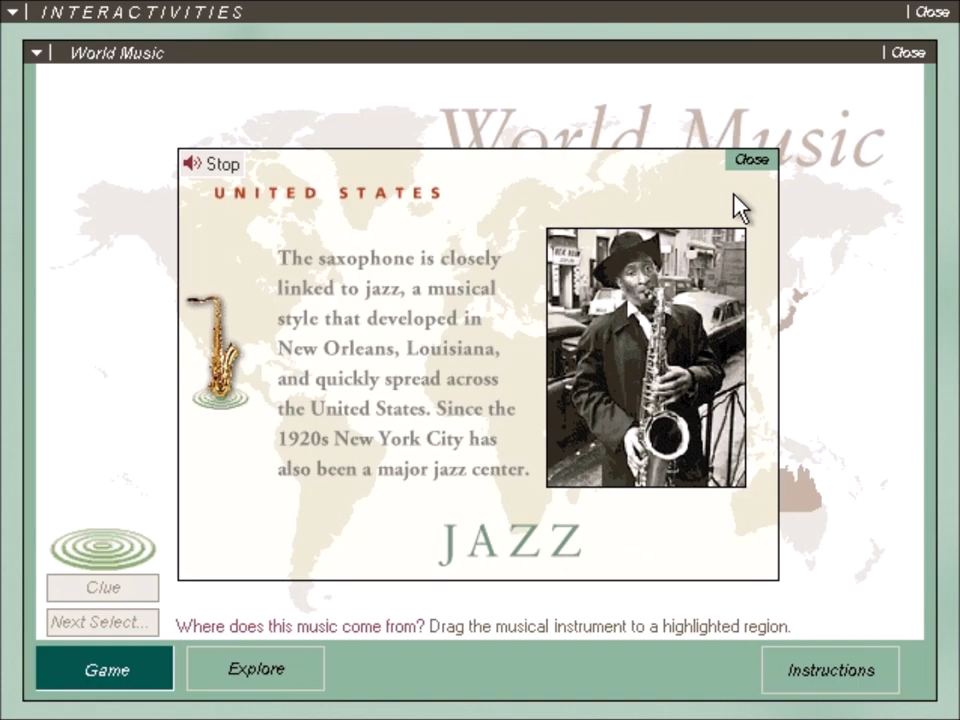 INTERACTIVITIES
Close
World Music
Close
World Music
Stop
Close
UNITED STATES
The saxophone is closely
linked to jazz, a musical
style that developed in
New Orleans, Louisiana,
and quickly spread across
the United States. Since the
1920s New York City has
also been a major jazz center.
JAZZ
Clue
Next Select...
Where does this music come from? Drag the musical instrument to a highlighted region.
Game
Explore
Instructions